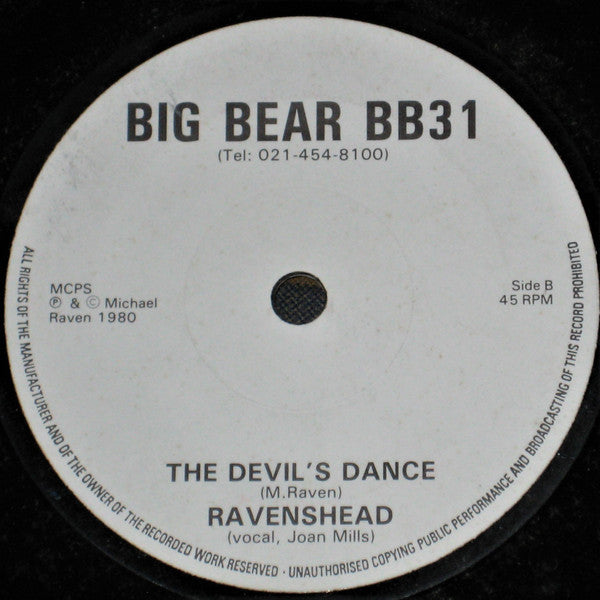 BIG BEAR BB31
(Tel: 021-454-8100)
MCPS
℗ & © Michael
Raven 1980
Side B
45 RPM
THE DEVIL'S DANCE
(M.Raven)
RAVENSHEAD
(vocal, Joan Mills)
ALL RIGHTS OF THE MANUFACTURER AND OF THE OWNER OF THE RECORDED WORK RESERVED · UNAUTHORISED COPYING PUBLIC PERFORMANCE AND BROADCASTING OF THIS RECORD PROHIBITED